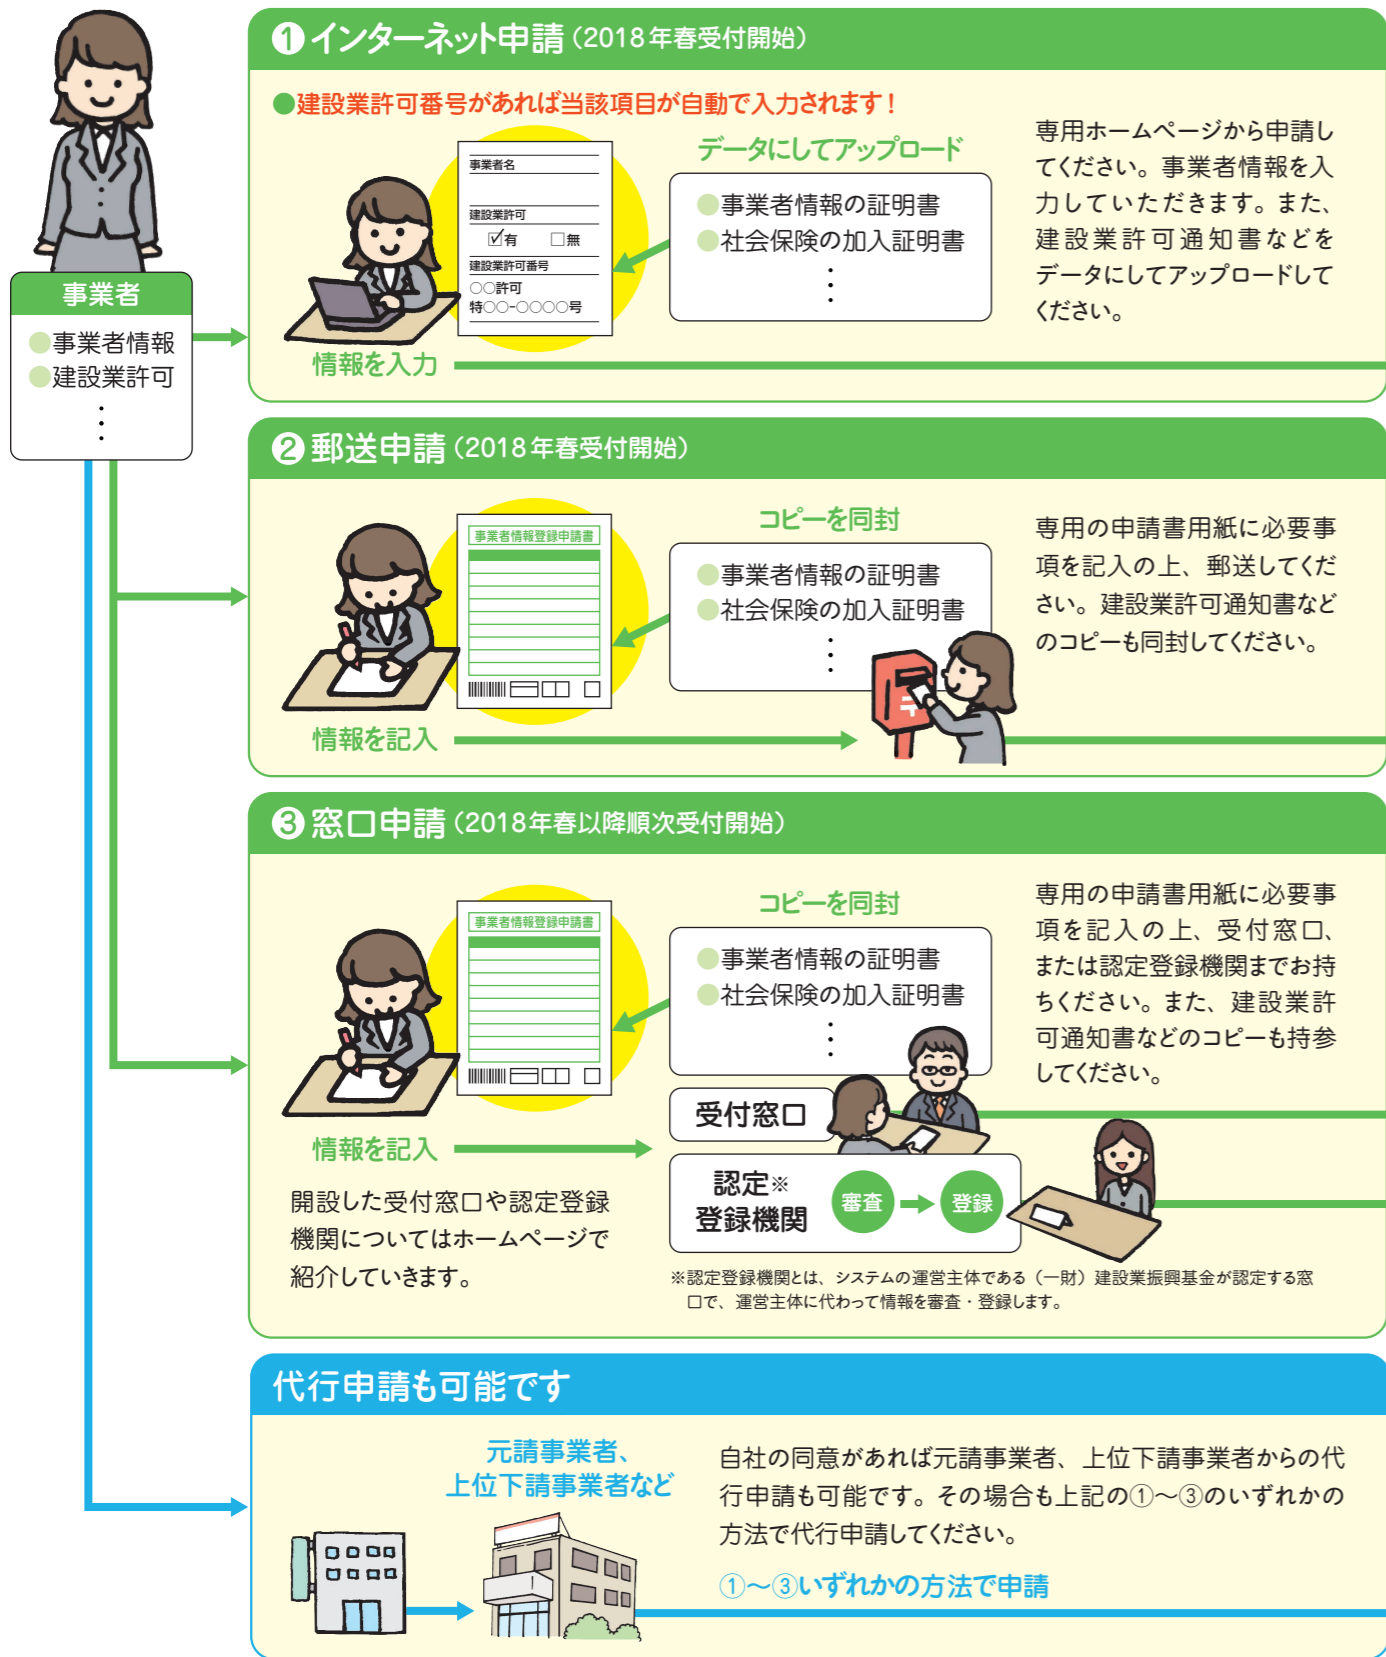 事業者
●事業者情報
●建設業許可
⋮
❶インターネット申請（2018年春受付開始）
●建設業許可番号があれば当該項目が自動で入力されます！
事業者名
建設業許可
☑有 □無
建設業許可番号
○○許可
特○○-○○○○号
情報を入力
データにしてアップロード
●事業者情報の証明書
●社会保険の加入証明書
⋮
専用ホームページから申請し
てください。事業者情報を入
力していただきます。また、
建設業許可通知書などを
データにしてアップロードして
ください。
❷郵送申請（2018年春受付開始）
事業者情報登録申請書
情報を記入
コピーを同封
●事業者情報の証明書
●社会保険の加入証明書
⋮
〒
専用の申請書用紙に必要事
項を記入の上、郵送してくだ
さい。建設業許可通知書など
のコピーも同封してください。
❸窓口申請（2018年春以降順次受付開始）
事業者情報登録申請書
情報を記入
開設した受付窓口や認定登録
機関についてはホームページで
紹介していきます。
コピーを同封
●事業者情報の証明書
●社会保険の加入証明書
⋮
専用の申請書用紙に必要事
項を記入の上、受付窓口、
または認定登録機関までお持
ちください。また、建設業許
可通知書などのコピーも持参
してください。
受付窓口
認定※
登録機関
審査
登録
※認定登録機関とは、システムの運営主体である（一財）建設業振興基金が認定する窓
口で、運営主体に代わって情報を審査・登録します。
代行申請も可能です
元請事業者、
上位下請事業者など
自社の同意があれば元請事業者、上位下請事業者からの代
行申請も可能です。その場合も上記の①～③のいずれかの
方法で代行申請してください。
①～③いずれかの方法で申請